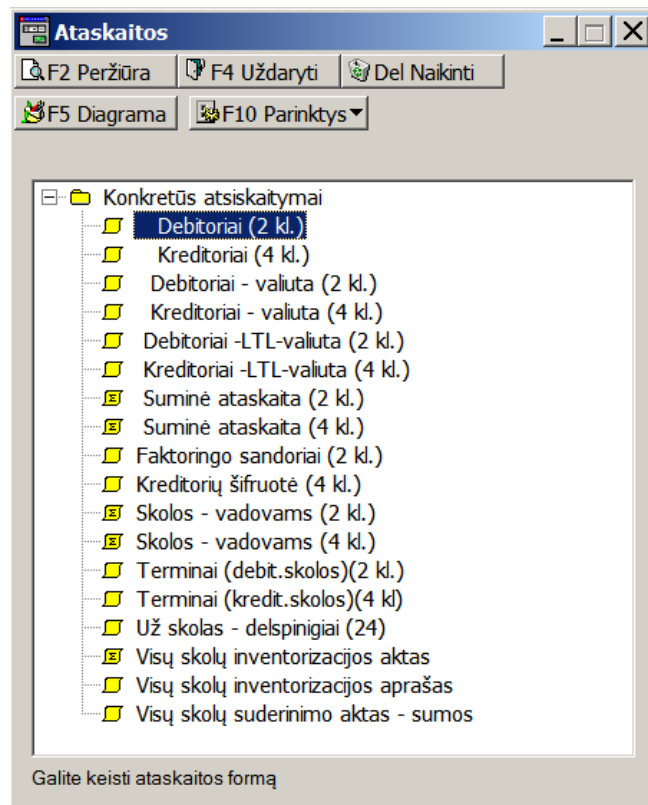 Ataskaitos
F2 Peržiūra F4 Uždaryti Del Naikinti
F5 Diagrama F10 Parinktys
Konkretūs atsiskaitymai
Debitoriai (2 kl.)
Kreditoriai (4 kl.)
Debitoriai - valiuta (2 kl.)
Kreditoriai - valiuta (4 kl.)
Debitoriai -LTL-valiuta (2 kl.)
Kreditoriai -LTL-valiuta (4 kl.)
Suminė ataskaita (2 kl.)
Suminė ataskaita (4 kl.)
Faktoringo sandoriai (2 kl.)
Kreditorių šifruotė (4 kl.)
Skolos - vadovams (2 kl.)
Skolos - vadovams (4 kl.)
Terminai (debit.skolos)(2 kl.)
Terminai (kredit.skolos)(4 kl)
Už skolas - delspinigiai (24)
Visų skolų inventorizacijos aktas
Visų skolų inventorizacijos aprašas
Visų skolų suderinimo aktas - sumos
Galite keisti ataskaitos formą